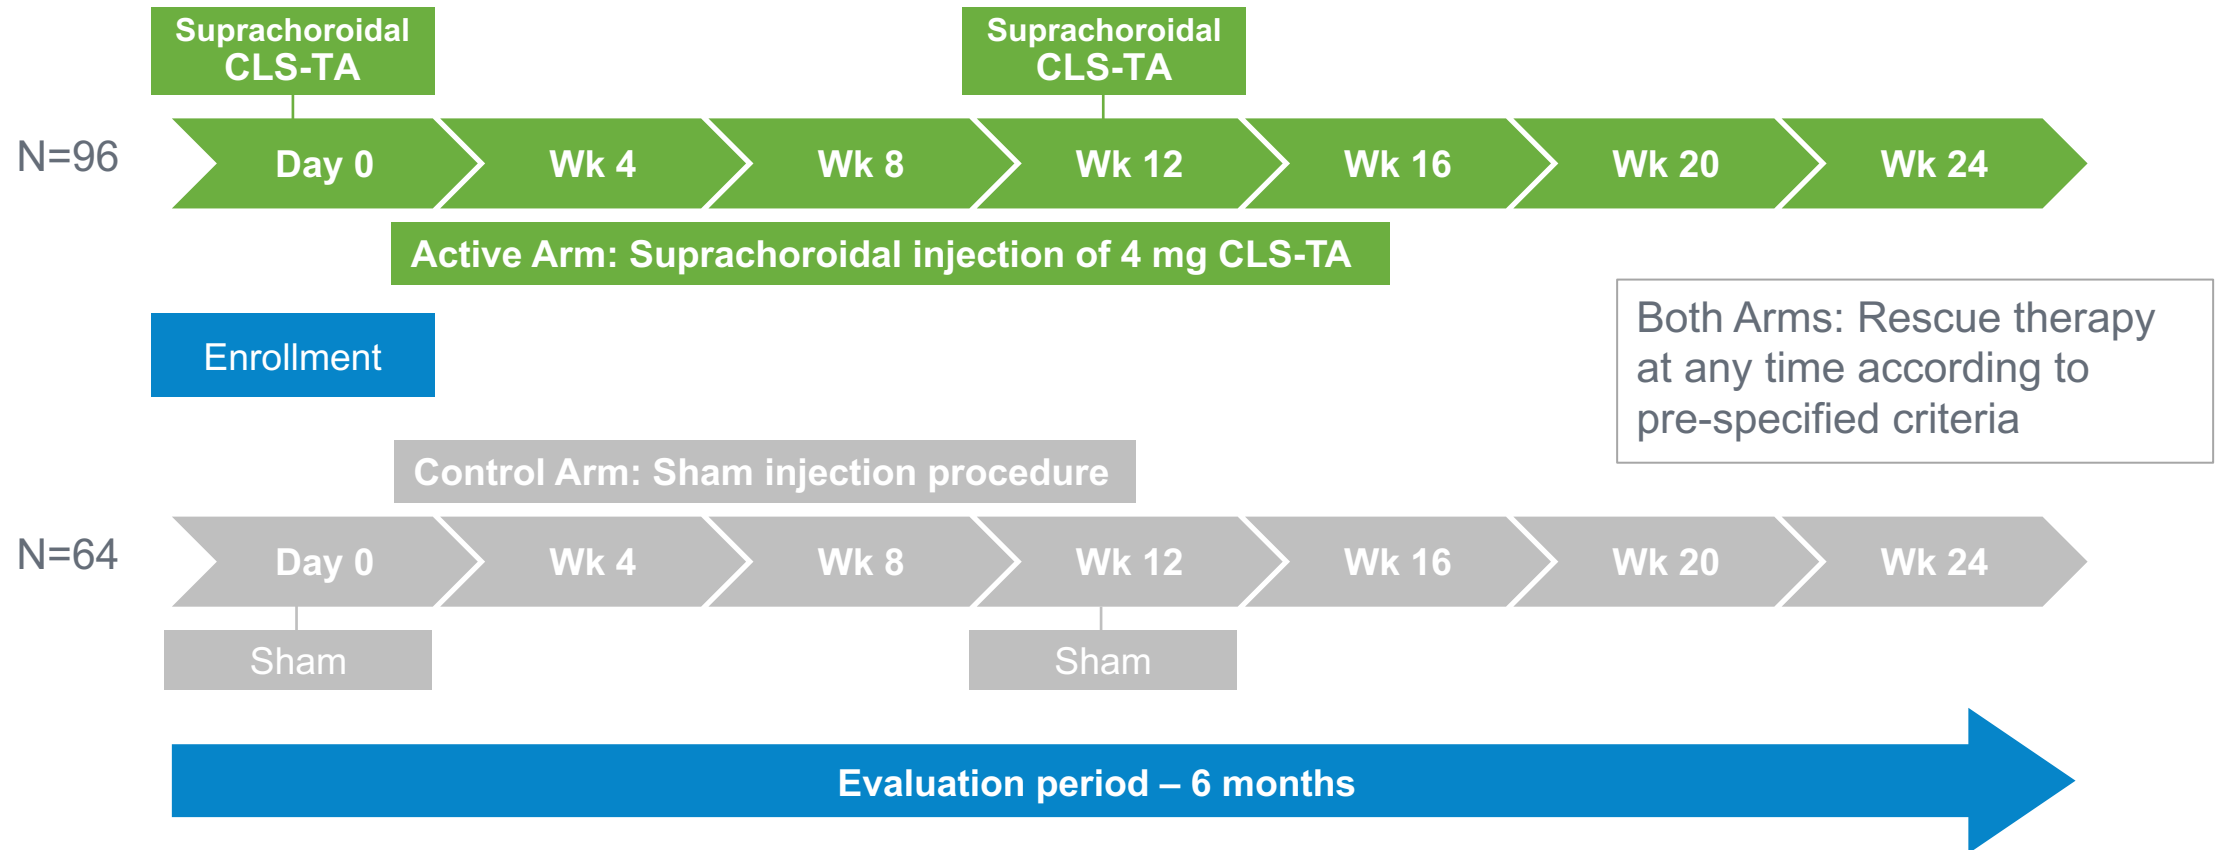 Suprachoroidal
CLS-TA
Suprachoroidal
CLS-TA
N=96
Day 0
Wk 4
Wk 8
Wk 12
Wk 16
Wk 20
Wk 24
Active Arm: Suprachoroidal injection of 4 mg CLS-TA
Enrollment
Both Arms: Rescue therapy
at any time according to
pre-specified criteria
Control Arm: Sham injection procedure
N=64
Day 0
Wk 4
Wk 8
Wk 12
Wk 16
Wk 20
Wk 24
Sham
Sham
Evaluation period – 6 months